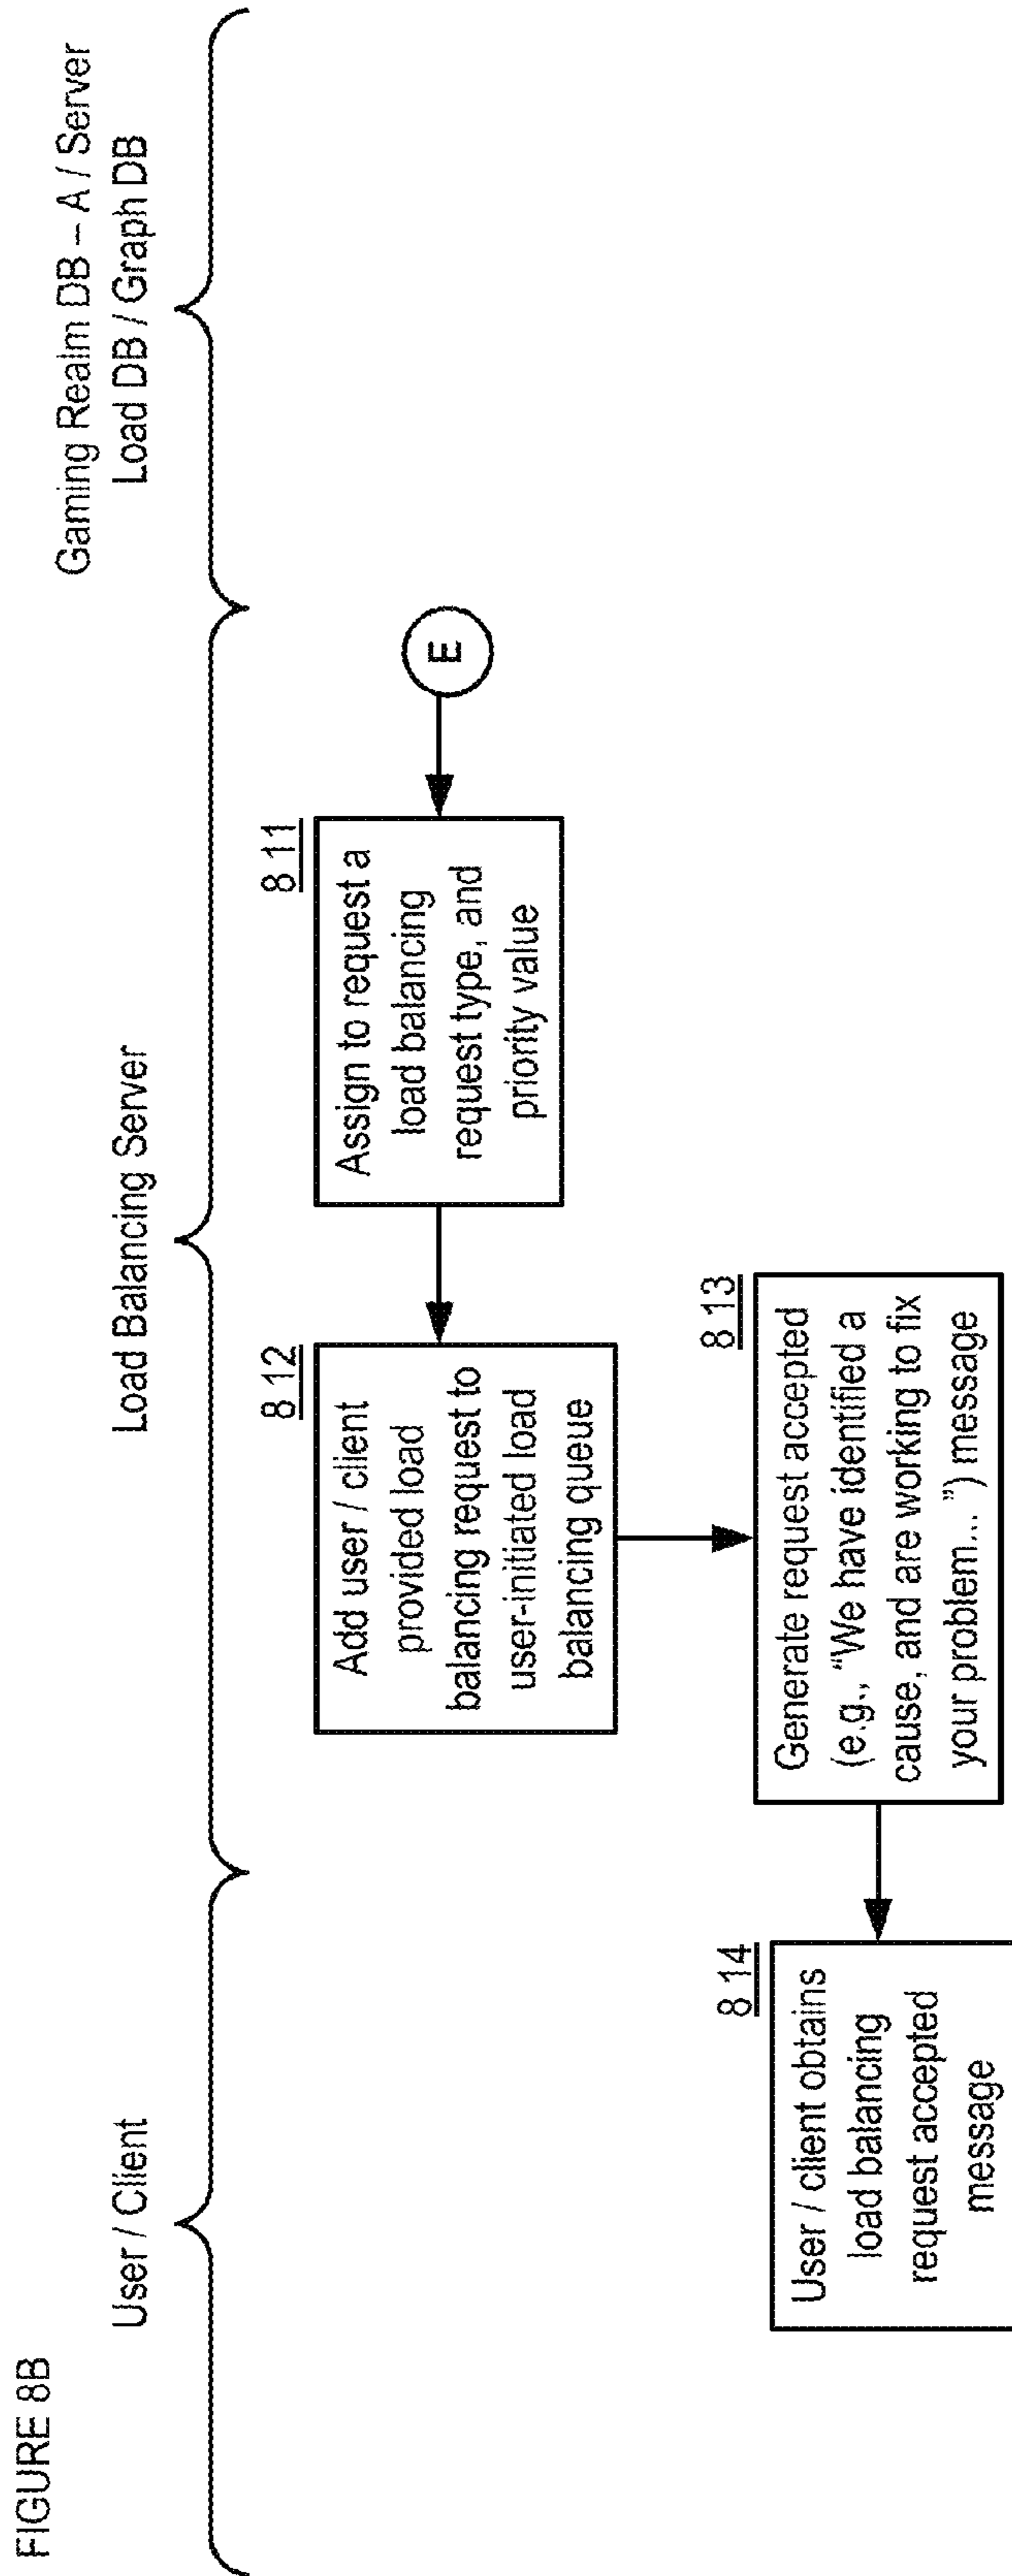 FIGURE 8B
User / Client
Load Balancing Server
Gaming Realm DB – A / Server
Load DB / Graph DB
E
8 11
Assign to request a
load balancing
request type, and
priority value
8 12
Add user / client
provided load
balancing request to
user-initiated load
balancing queue
8 13
Generate request accepted
(e.g., “We have identified a
cause, and are working to fix
your problem... ”) message
8 14
User / client obtains
load balancing
request accepted
message